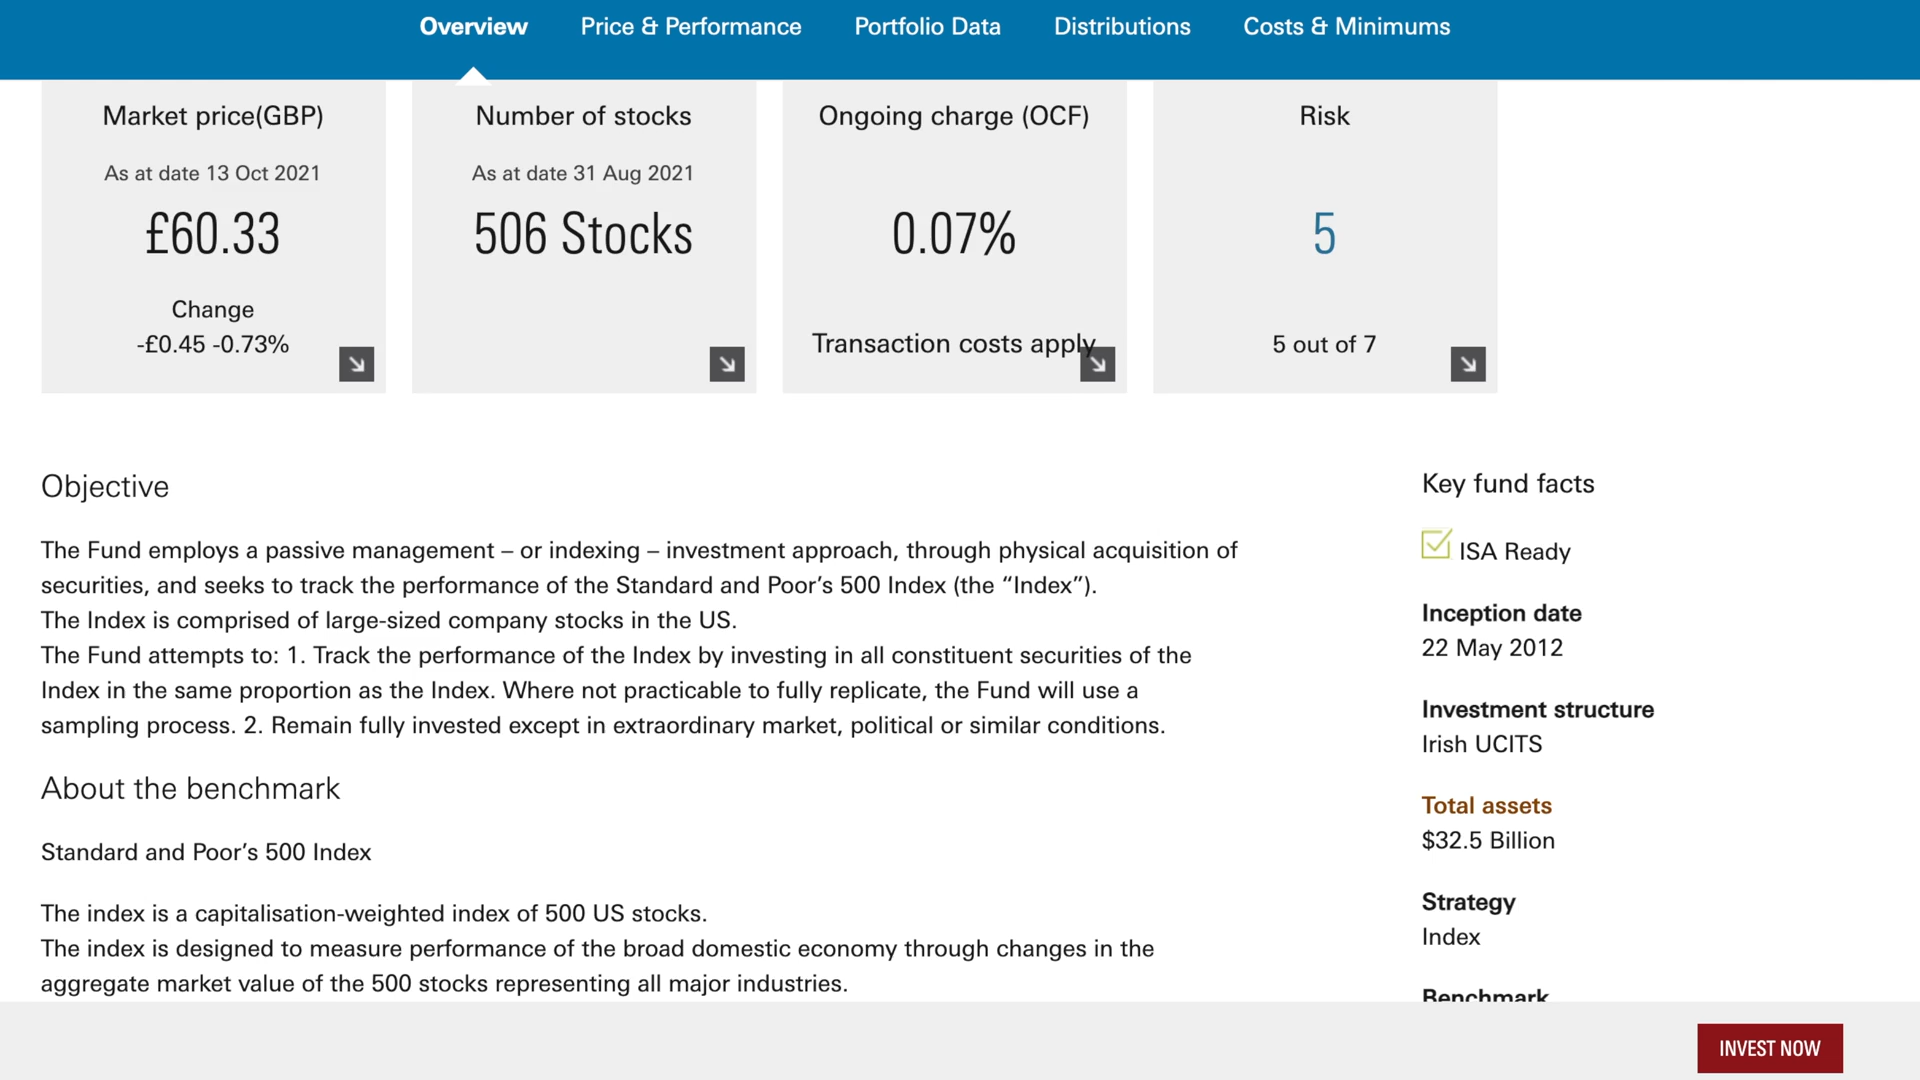 Overview Price & Performance Portfolio Data Distributions Costs & Minimums
Market price(GBP)
As at date 13 Oct 2021
£60.33
Change
-£0.45 -0.73%
Number of stocks
As at date 31 Aug 2021
506 Stocks
Ongoing charge (OCF)
0.07%
Transaction costs apply
Risk
5
5 out of 7
Objective
The Fund employs a passive management – or indexing – investment approach, through physical acquisition of
securities, and seeks to track the performance of the Standard and Poor’s 500 Index (the “Index”).
The Index is comprised of large-sized company stocks in the US.
The Fund attempts to: 1. Track the performance of the Index by investing in all constituent securities of the
Index in the same proportion as the Index. Where not practicable to fully replicate, the Fund will use a
sampling process. 2. Remain fully invested except in extraordinary market, political or similar conditions.
About the benchmark
Standard and Poor’s 500 Index
The index is a capitalisation-weighted index of 500 US stocks.
The index is designed to measure performance of the broad domestic economy through changes in the
aggregate market value of the 500 stocks representing all major industries.
Key fund facts
ISA Ready
Inception date
22 May 2012
Investment structure
Irish UCITS
Total assets
$32.5 Billion
Strategy
Index
Benchmark
INVEST NOW